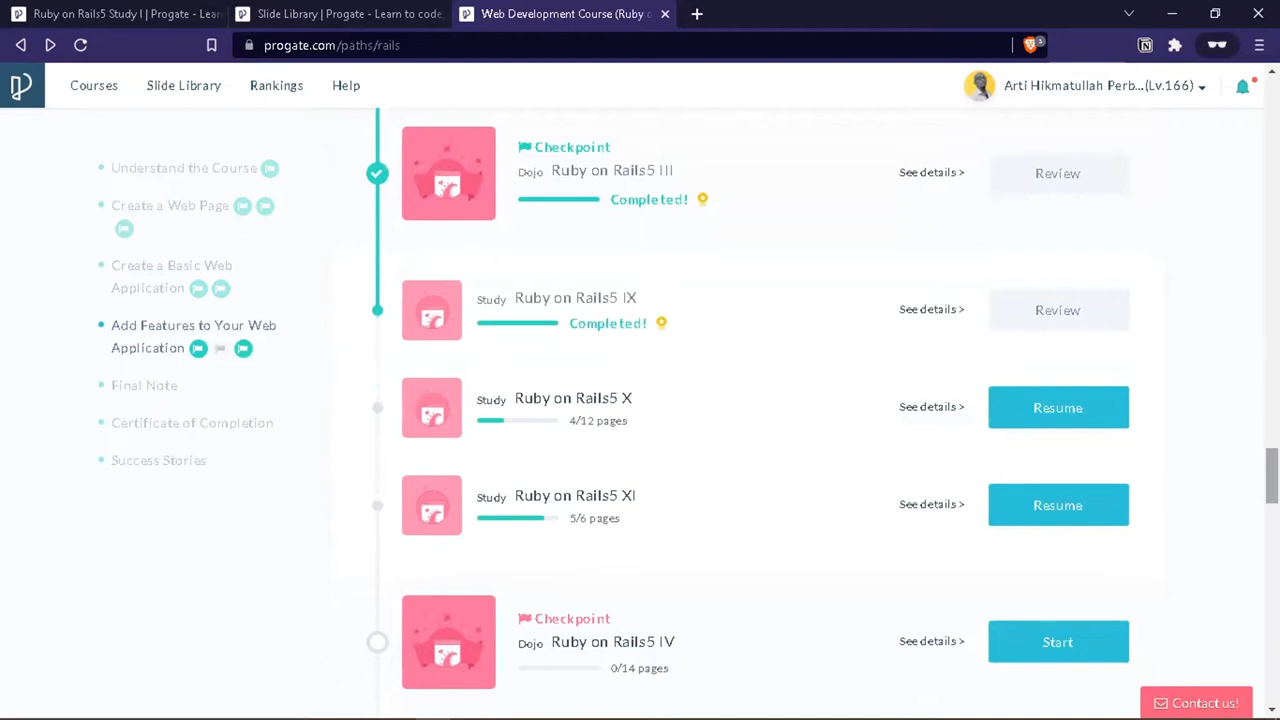 Ruby on Rails5 Study I | Progate - Lear
Slide Library | Progate - Learn to code
Web Development Course (Ruby o
progate.com/paths/rails
Courses
Slide Library
Rankings
Help
Arti Hikmatullah Perb...(Lv.166)
Understand the Course
Create a Web Page
Create a Basic Web
Application
Add Features to Your Web
Application
Final Note
Certificate of Completion
Success Stories
Checkpoint
Dojo Ruby on Rails5 III
Completed!
See details >
Review
Study Ruby on Rails5 IX
Completed!
See details >
Review
Study Ruby on Rails5 X
4/12 pages
See details >
Resume
Study Ruby on Rails5 XI
5/6 pages
See details >
Resume
Checkpoint
Dojo Ruby on Rails5 IV
0/14 pages
See details >
Start
Contact us!